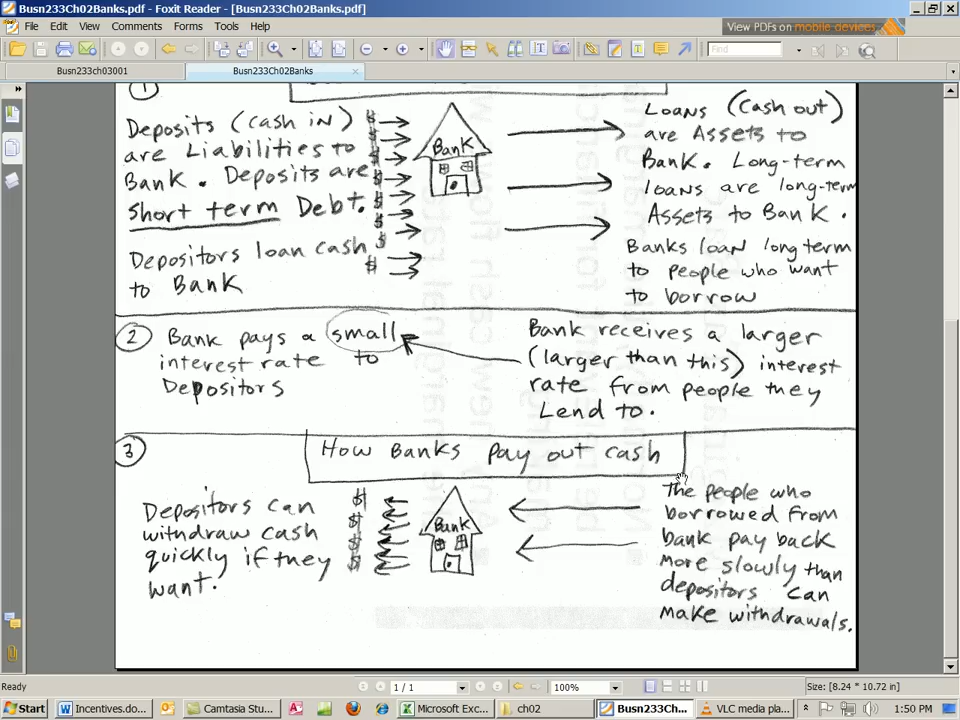 Busn233Ch02Banks.pdf - Foxit Reader - [Busn233Ch02Banks.pdf]
File Edit View Comments Forms Tools Help
View PDFs on mobile devices
Find
Busn233ch03001
Busn233Ch02Banks
1
Deposits (cash in)
are Liabilities to
Bank. Deposits are
short term Debt.
Depositors loan cash
to Bank
$
$
$
$
$
$
$
$
$
Bank
Loans (Cash out)
are Assets to
Bank. Long-term
loans are long-term
Assets to Bank.
Banks loan long term
to people who want
to borrow
2 Bank pays a small
interest rate to
Depositors
Bank receives a larger
(larger than this) interest
rate from people they
Lend to.
3
How Banks pay out cash
Depositors can
withdraw cash
quickly if they
want.
$
$
$
$
Bank
The people who
borrowed from
bank pay back
more slowly than
depositors can
make withdrawals.
Ready
1 / 1
100%
Size: [8.24 * 10.72 in]
Start
Incentives.do...
Camtasia Stu...
Microsoft Exc...
ch02
Busn233Ch...
VLC media pla...
1:50 PM